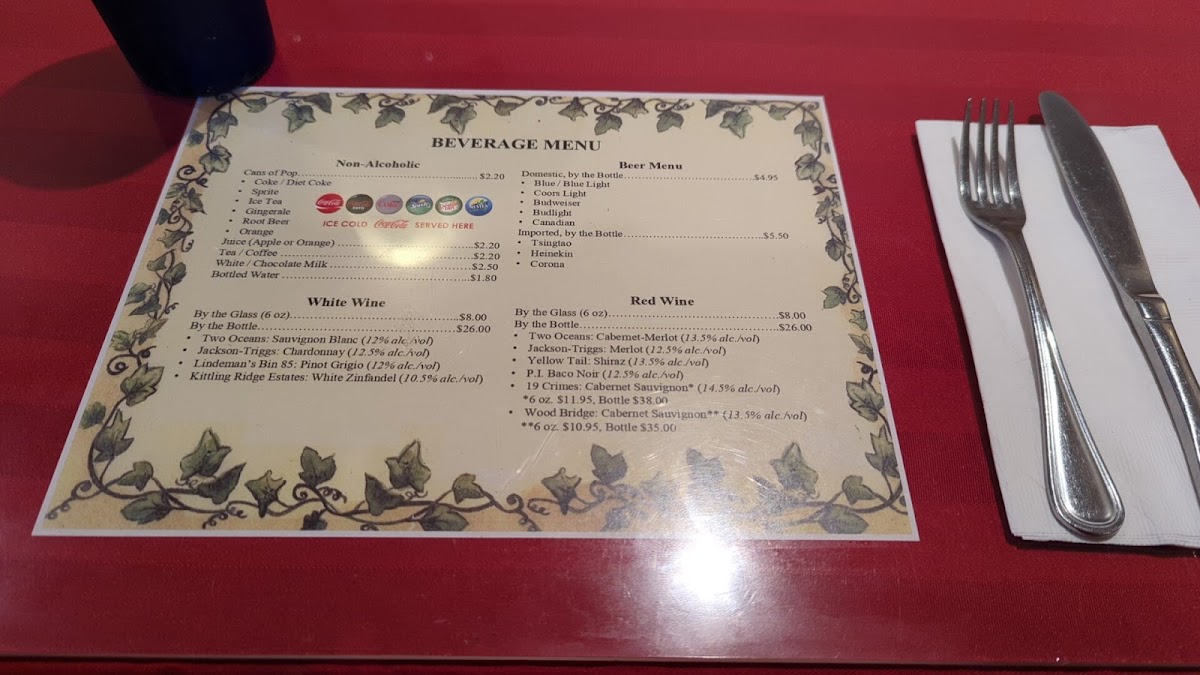 BEVERAGE MENU
Non-Alcoholic
Cans of Pop.................... $2.20
• Coke / Diet Coke
• Sprite
• Ice Tea
• Gingerale
• Root Beer
• Orange
ICE COLD Coca-Cola SERVED HERE
Juice (Apple or Orange) ....................$2.20
Tea / Coffee ....................$2.20
White / Chocolate Milk ....................$2.50
Bottled Water ....................$1.80
Beer Menu
Domestic, by the Bottle....................$4.95
• Blue / Blue Light
• Coors Light
• Budweiser
• Budlight
• Canadian
Imported, by the Bottle....................$5.50
• Tsingtao
• Heinekin
• Corona
White Wine
By the Glass (6 oz)....................$8.00
By the Bottle....................$26.00
• Two Oceans: Sauvignon Blanc (12% alc./vol)
• Jackson-Triggs: Chardonnay (12.5% alc./vol)
• Lindeman's Bin 85: Pinot Grigio (12% alc./vol)
• Kittling Ridge Estates: White Zinfandel (10.5% alc./vol)
Red Wine
By the Glass (6 oz)....................$8.00
By the Bottle....................$26.00
• Two Oceans: Cabernet-Merlot (13.5% alc./vol)
• Jackson-Triggs: Merlot (12.5% alc./vol)
• Yellow Tail: Shiraz (13.5% alc./vol)
• P.I. Baco Noir (12.5% alc./vol)
• 19 Crimes: Cabernet Sauvignon* (14.5% alc./vol)
*6 oz. $11.95, Bottle $38.00
• Wood Bridge: Cabernet Sauvignon** (13.5% alc./vol)
**6 oz. $10.95, Bottle $35.00